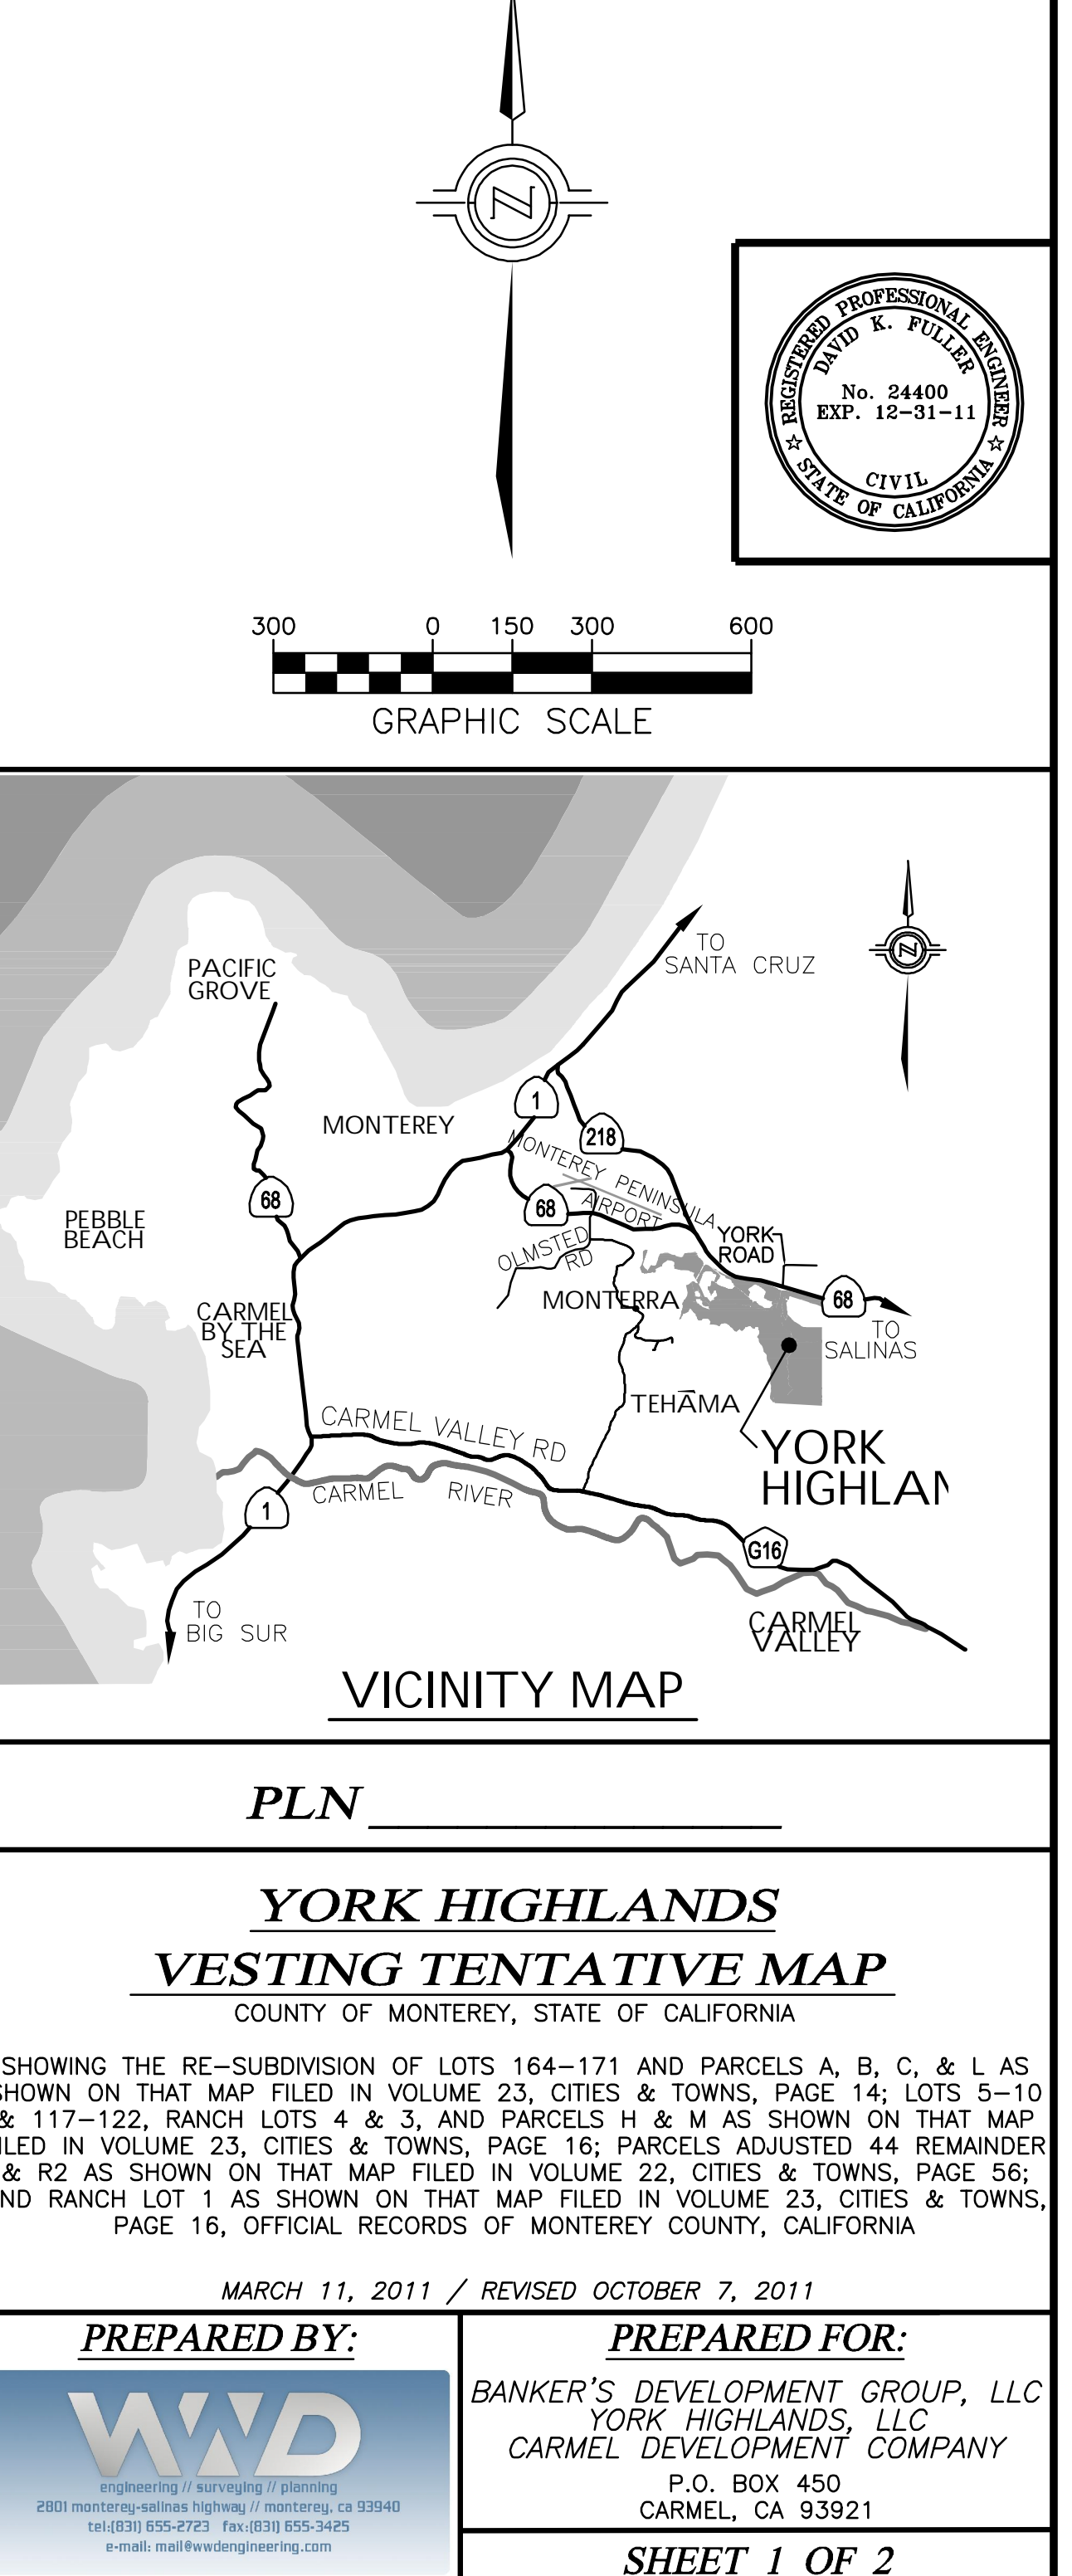 N
REGISTERED PROFESSIONAL ENGINEER
DAVID K. FULLER
No. 24400
EXP. 12-31-11
CIVIL
☆ STATE OF CALIFORNIA ☆
300 0 150 300 600
GRAPHIC SCALE
TO
SANTA CRUZ
N
PACIFIC
GROVE
1
MONTEREY
218
MONTEREY PENINSULA
AIRPORT
68
68
PEBBLE
BEACH
YORK
ROAD
OLMSTED
RD
MONTERRA
68
CARMEL
BY THE
SEA
TO
SALINAS
TEHĀMA
CARMEL VALLEY RD
YORK
HIGHLAN
CARMEL RIVER
1
G16
TO
BIG SUR
CARMEL
VALLEY
VICINITY MAP
PLN
YORK HIGHLANDS
VESTING TENTATIVE MAP
COUNTY OF MONTEREY, STATE OF CALIFORNIA
SHOWING THE RE-SUBDIVISION OF LOTS 164-171 AND PARCELS A, B, C, & L AS
SHOWN ON THAT MAP FILED IN VOLUME 23, CITIES & TOWNS, PAGE 14; LOTS 5-10
& 117-122, RANCH LOTS 4 & 3, AND PARCELS H & M AS SHOWN ON THAT MAP
ILED IN VOLUME 23, CITIES & TOWNS, PAGE 16; PARCELS ADJUSTED 44 REMAINDER
& R2 AS SHOWN ON THAT MAP FILED IN VOLUME 22, CITIES & TOWNS, PAGE 56;
ND RANCH LOT 1 AS SHOWN ON THAT MAP FILED IN VOLUME 23, CITIES & TOWNS,
PAGE 16, OFFICIAL RECORDS OF MONTEREY COUNTY, CALIFORNIA
MARCH 11, 2011 / REVISED OCTOBER 7, 2011
PREPARED BY:
WWD
engineering // surveying // planning
2801 monterey-salinas highway // monterey, ca 93940
tel:(831) 655-2723 fax:(831) 655-3425
e-mail: mail@wwdengineering.com
PREPARED FOR:
BANKER'S DEVELOPMENT GROUP, LLC
YORK HIGHLANDS, LLC
CARMEL DEVELOPMENT COMPANY
P.O. BOX 450
CARMEL, CA 93921
SHEET 1 OF 2